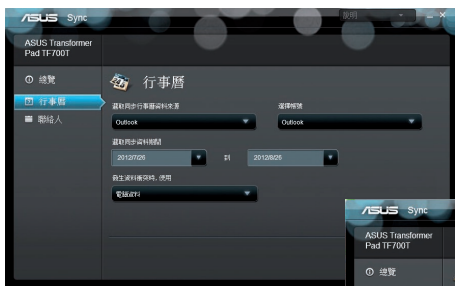 ASUS Sync
說明
ASUS Transformer
Pad TF700T
總覽
行事曆
聯絡人
行事曆
選取同步行事曆資料來源
選擇帳號
Outlook
Outlook
選取同步資料期間
2012/7/26
到
2012/8/26
發生資料衝突時,使用
電腦資料
ASUS Sync
ASUS Transformer
Pad TF700T
總覽